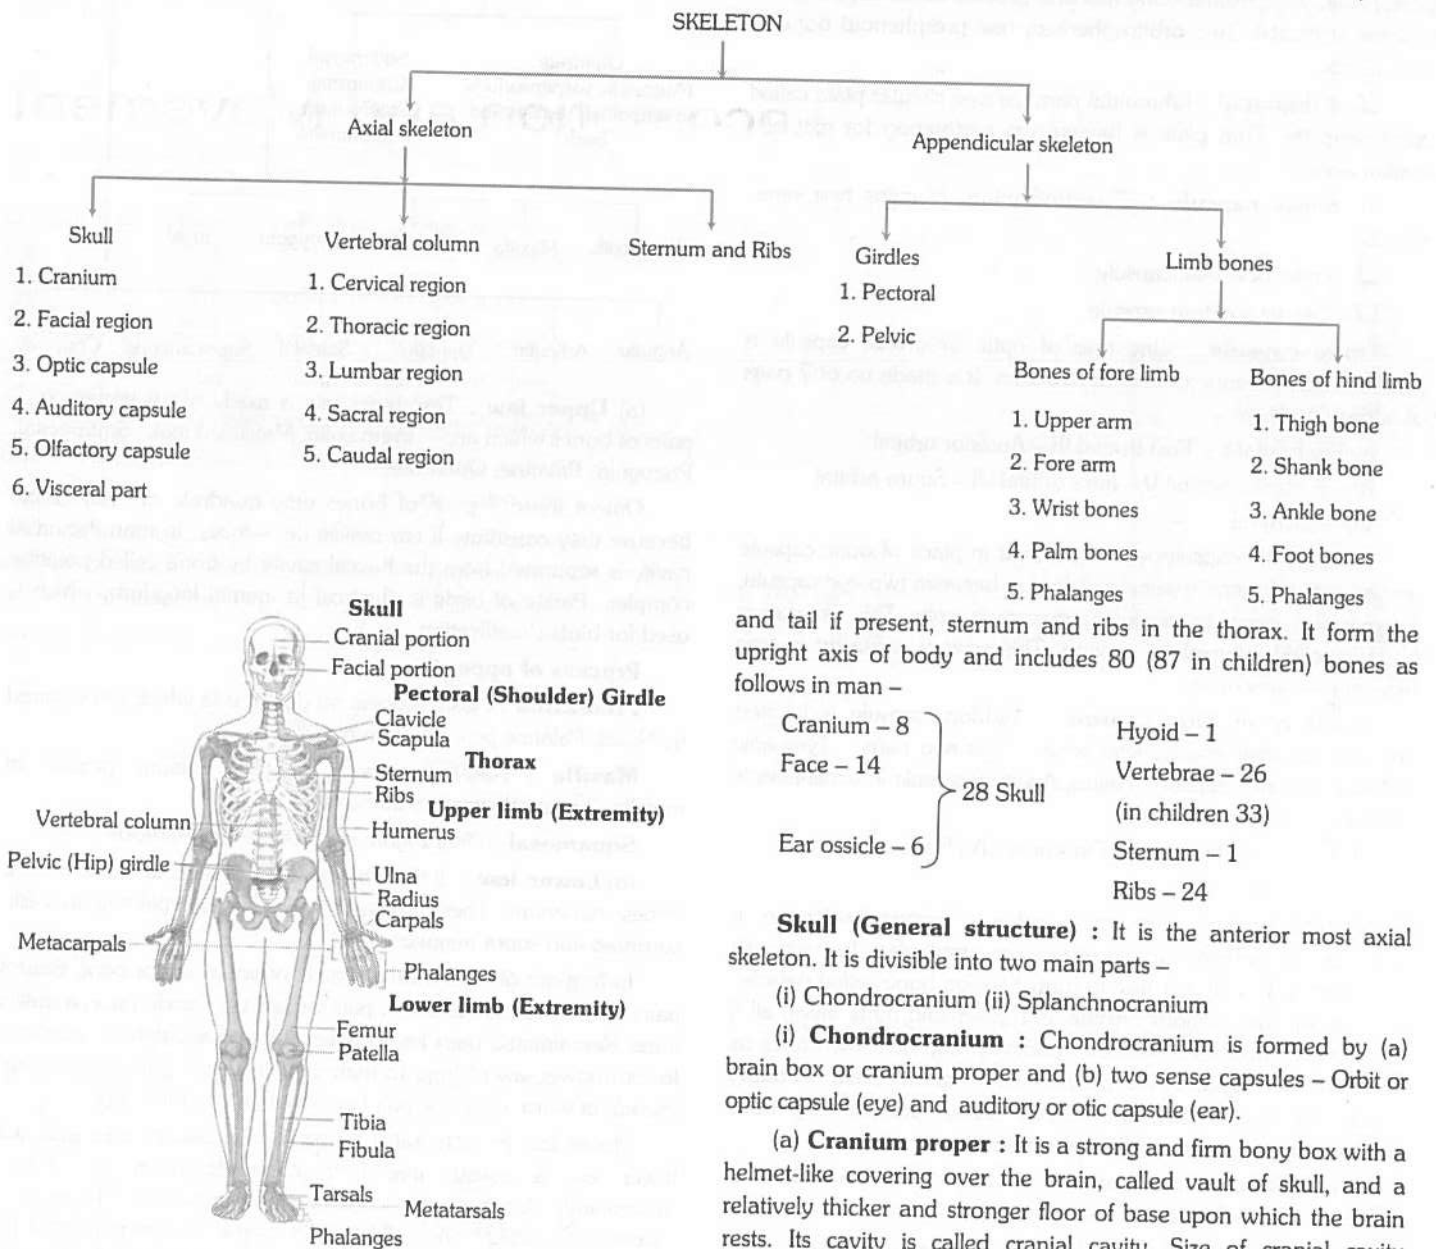 SKELETON
Axial skeleton
Appendicular skeleton
Skull
1. Cranium
2. Facial region
3. Optic capsule
4. Auditory capsule
5. Olfactory capsule
6. Visceral part
Vertebral column
1. Cervical region
2. Thoracic region
3. Lumbar region
4. Sacral region
5. Caudal region
Sternum and Ribs
Girdles
1. Pectoral
2. Pelvic
Limb bones
Bones of fore limb
1. Upper arm
2. Fore arm
3. Wrist bones
4. Palm bones
5. Phalanges
Bones of hind limb
1. Thigh bone
2. Shank bone
3. Ankle bone
4. Foot bones
5. Phalanges
Skull
Cranial portion
Facial portion
Pectoral (Shoulder) Girdle
Clavicle
Scapula
Thorax
Sternum
Ribs
Upper limb (Extremity)
Vertebral column
Humerus
Pelvic (Hip) girdle
Ulna
Radius
Carpals
Metacarpals
Phalanges
Lower limb (Extremity)
Femur
Patella
Tibia
Fibula
Tarsals
Metatarsals
Phalanges
and tail if present, sternum and ribs in the thorax. It form the
upright axis of body and includes 80 (87 in children) bones as
follows in man –
Cranium – 8
Face – 14
Ear ossicle – 6
28 Skull
Hyoid – 1
Vertebrae – 26
(in children 33)
Sternum – 1
Ribs – 24
Skull (General structure) : It is the anterior most axial
skeleton. It is divisible into two main parts –
(i) Chondrocranium (ii) Splanchnocranium
(i) Chondrocranium : Chondrocranium is formed by (a)
brain box or cranium proper and (b) two sense capsules – Orbit or
optic capsule (eye) and auditory or otic capsule (ear).
(a) Cranium proper : It is a strong and firm bony box with a
helmet-like covering over the brain, called vault of skull, and a
relatively thicker and stronger floor of base upon which the brain
rests. Its cavity is called cranial cavity. Size of cranial cavity